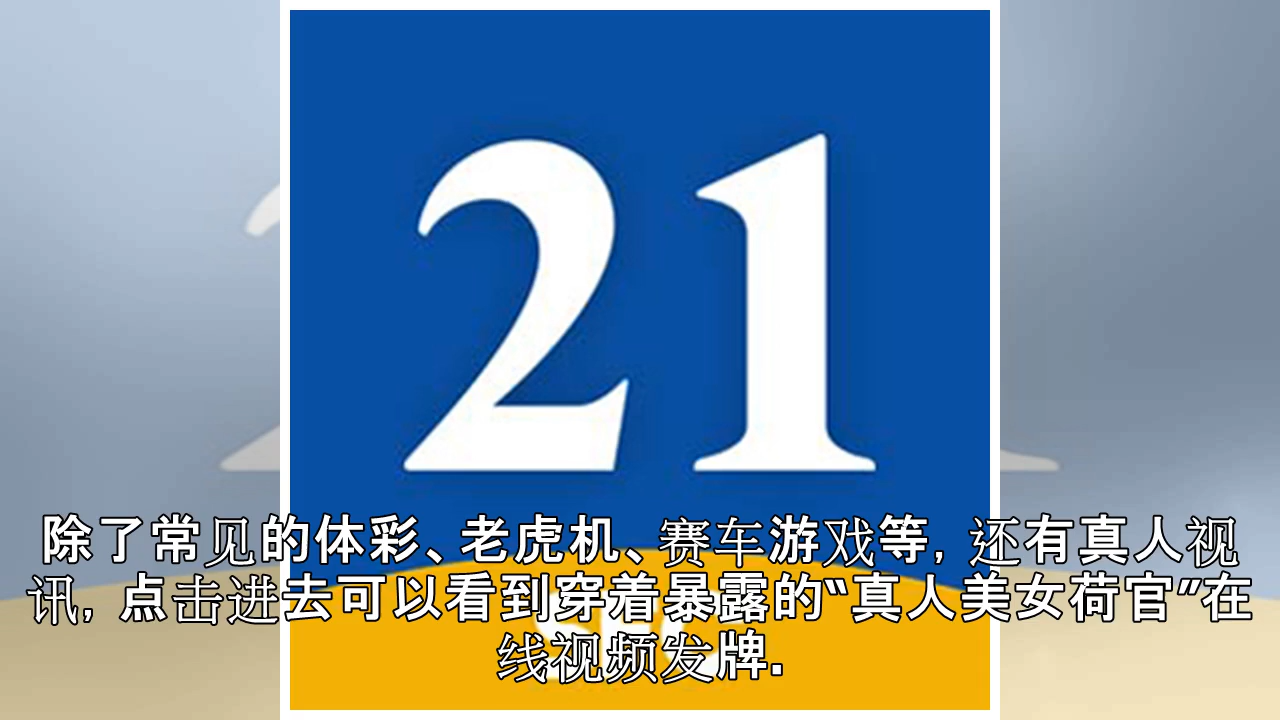 21
除了常见的体彩、老虎机、赛车游戏等, 还有真人视
讯, 点击进去可以看到穿着暴露的“真人美女荷官”在
线视频发牌.